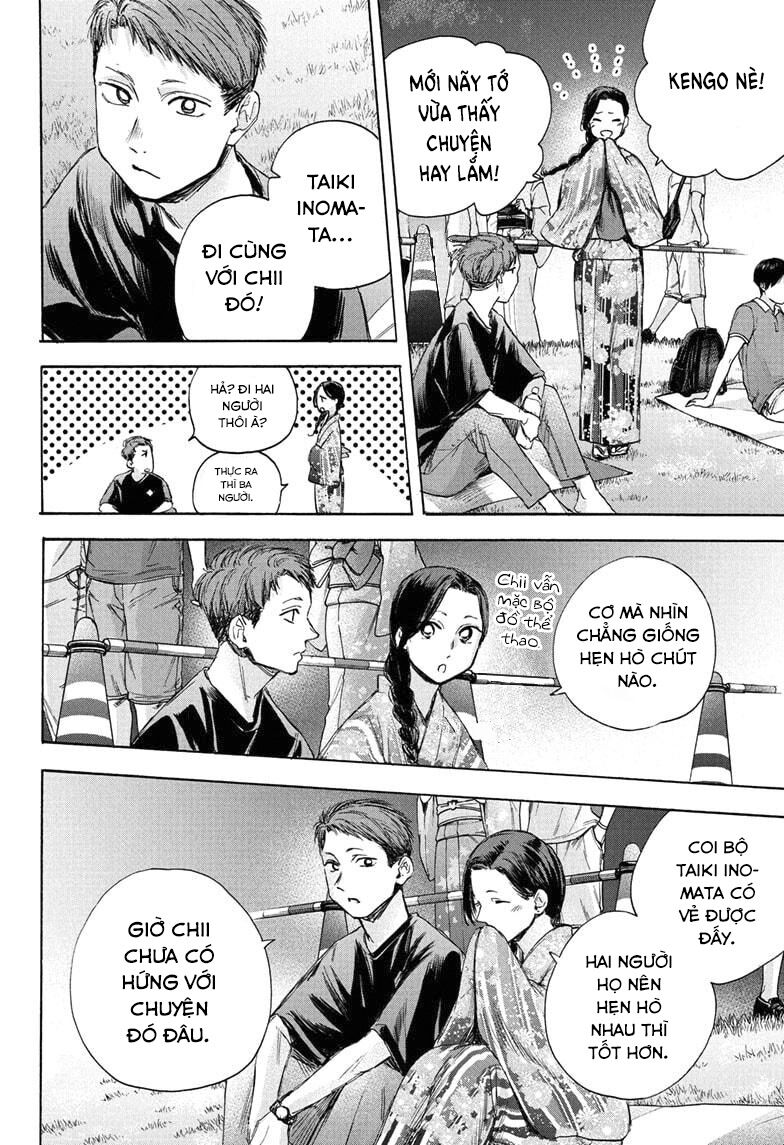 KENGO NÈ!
MỚI NÃY TỚ
VỪA THẤY
CHUYỆN
HAY LẮM!
TAIKI
INOMA-
TA...
ĐI CÙNG
VỚI CHII
ĐÓ!
HẢ? ĐI HAI
NGƯỜI
THÔI À?
THỰC RA
THÌ BA
NGƯỜI.
CƠ MÀ NHÌN
CHẲNG GIỐNG
HẸN HÒ CHÚT
NÀO.
Chii vẫn
mặc bộ
đồ thể
thao
COI BỘ
TAIKI INO-
MATA CÓ
VẺ ĐƯỢC
ĐẤY.
HAI NGƯỜI
HỌ NÊN
HẸN HÒ
NHAU THÌ
TỐT HƠN.
GIỜ CHII
CHƯA CÓ
HỨNG VỚI
CHUYỆN
ĐÓ ĐÂU.